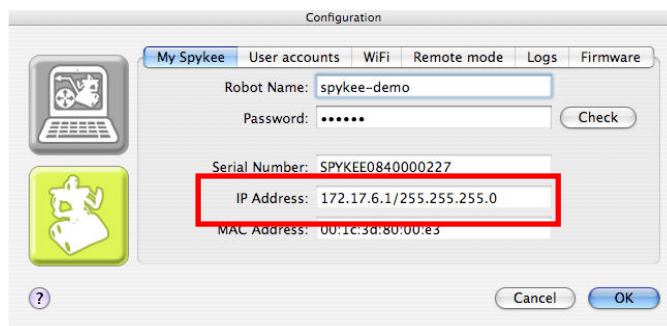 Configuration
My Spykee User accounts WiFi Remote mode Logs Firmware
Robot Name: spykee-demo
Password: •••••• Check
Serial Number: SPYKEE0840000227
IP Address: 172.17.6.1/255.255.255.0
MAC Address: 00:1c:3d:80:00:e3
? Cancel OK